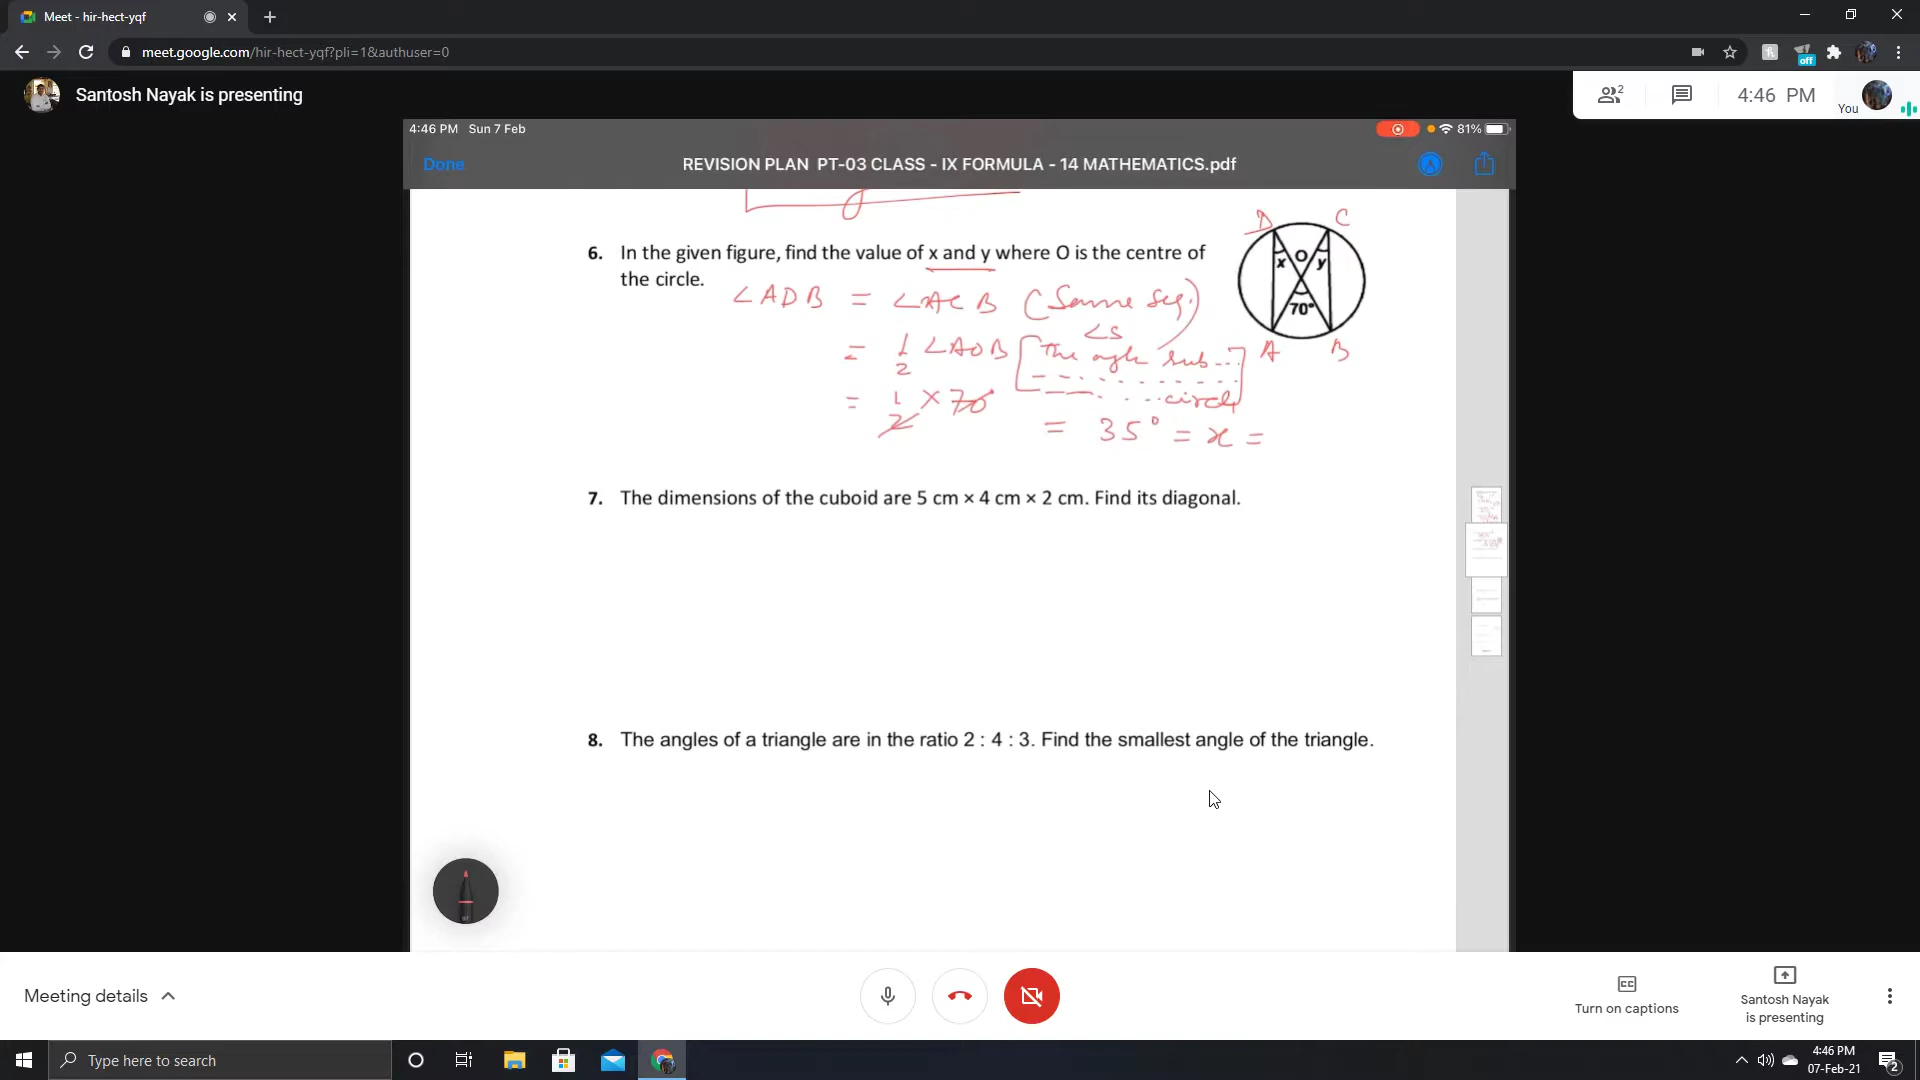 Meet - hir-hect-yqf
meet.google.com/hir-hect-yqf?pli=1&authuser=0
off
Santosh Nayak is presenting
2
4:46 PM
You
4:46 PM Sun 7 Feb
81%
Done
REVISION PLAN PT-03 CLASS - IX FORMULA - 14 MATHEMATICS.pdf
D C
6. In the given figure, find the value of x and y where O is the centre of
the circle.
x O y
70°
A B
∠ADB = ∠ACB (Same seg.)
∠s
= 1/2 ∠AOB [The angle sub...
...circle]
= 1/2 × 70
= 35° = x =
7. The dimensions of the cuboid are 5 cm × 4 cm × 2 cm. Find its diagonal.
8. The angles of a triangle are in the ratio 2 : 4 : 3. Find the smallest angle of the triangle.
Meeting details
CC
Turn on captions
Santosh Nayak
is presenting
Type here to search
4:46 PM
07-Feb-21
2